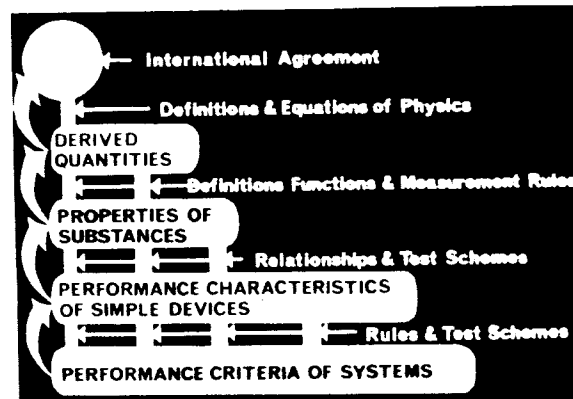 International Agreement
Definitions & Equations of Physics
DERIVED
QUANTITIES
Definitions Functions & Measurement Rules
PROPERTIES OF
SUBSTANCES
Relationships & Test Schemes
PERFORMANCE CHARACTERISTICS
OF SIMPLE DEVICES
Rules & Test Schemes
PERFORMANCE CRITERIA OF SYSTEMS